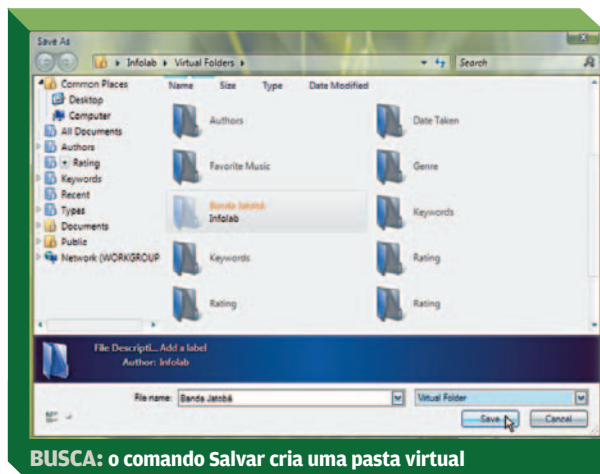 Save As
Infolab ▸ Virtual Folders ▸
Search
Common Places
Desktop
Computer
All Documents
Authors
Rating
Keywords
Recent
Types
Documents
Public
Network (WORKGROUP
Name Size Type Date Modified
Authors
Date Taken
Favorite Music
Genre
Banda Jatobá
Infolab
Keywords
Keywords
Rating
Rating
Rating
File Descripti... Add a label
Author: Infolab
File name: Banda Jatobá
Virtual Folder
Save
Cancel
BUSCA: o comando Salvar cria uma pasta virtual